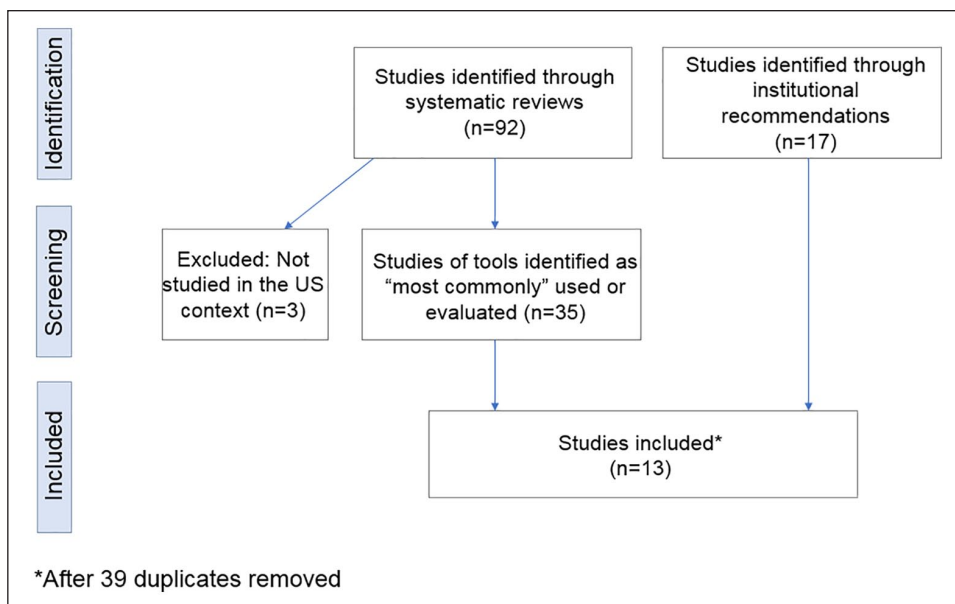 Identification
Studies identified through
systematic reviews
(n=92)
Studies identified through
institutional
recommendations
(n=17)
Screening
Excluded: Not
studied in the US
context (n=3)
Studies of tools identified as
“most commonly” used or
evaluated (n=35)
Included
Studies included*
(n=13)
*After 39 duplicates removed